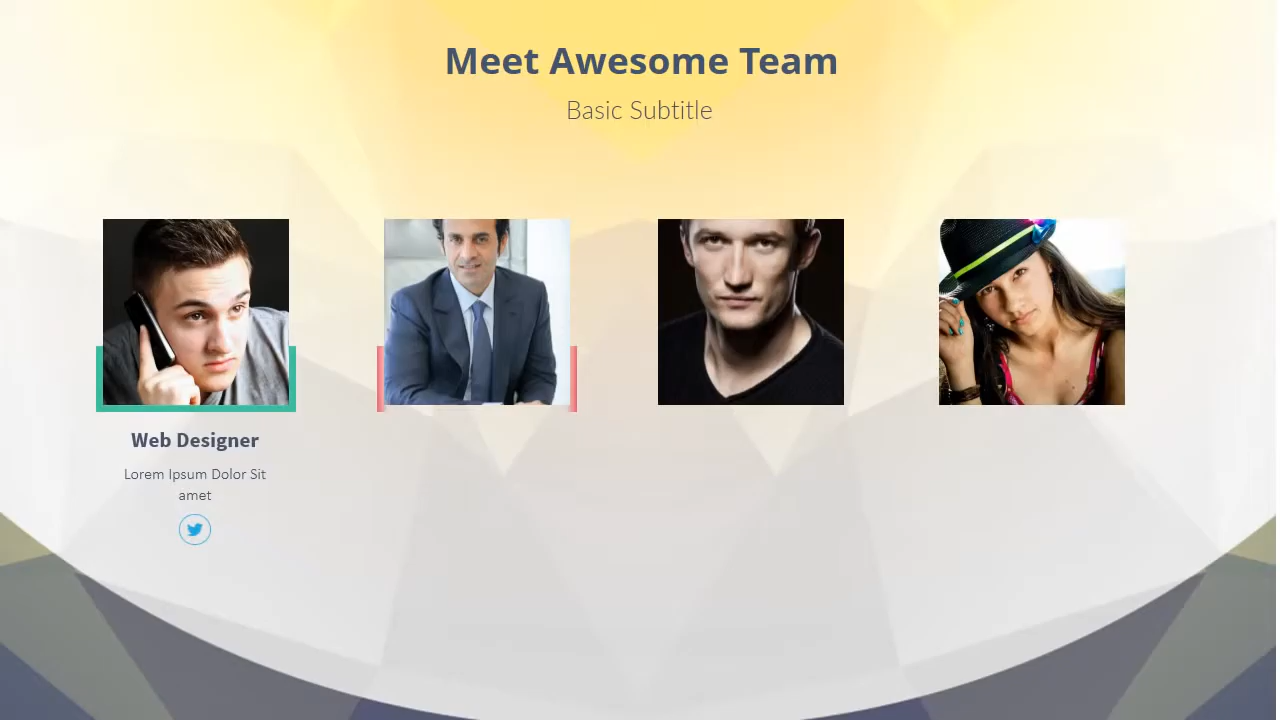 Meet Awesome Team
Basic Subtitle
Web Designer
Lorem Ipsum Dolor Sit
amet